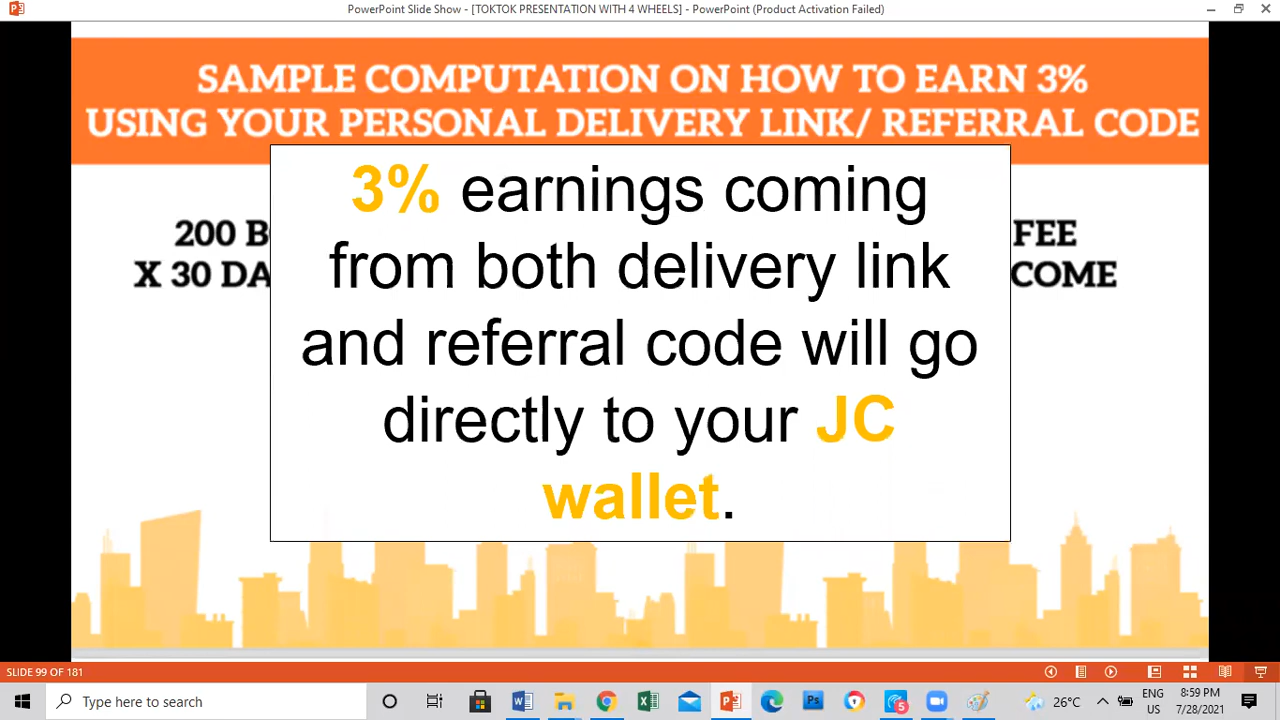 PowerPoint Slide Show - [TOKTOK PRESENTATION WITH 4 WHEELS] - PowerPoint (Product Activation Failed)
SAMPLE COMPUTATION ON HOW TO EARN 3%
USING YOUR PERSONAL DELIVERY LINK/ REFERRAL CODE
3% earnings coming
from both delivery link
and referral code will go
directly to your JC
wallet.
200 FEE
X 30
SLIDE 99 OF 181
Type here to search
5
26°C
ENG
US
8:59 PM
7/28/2021